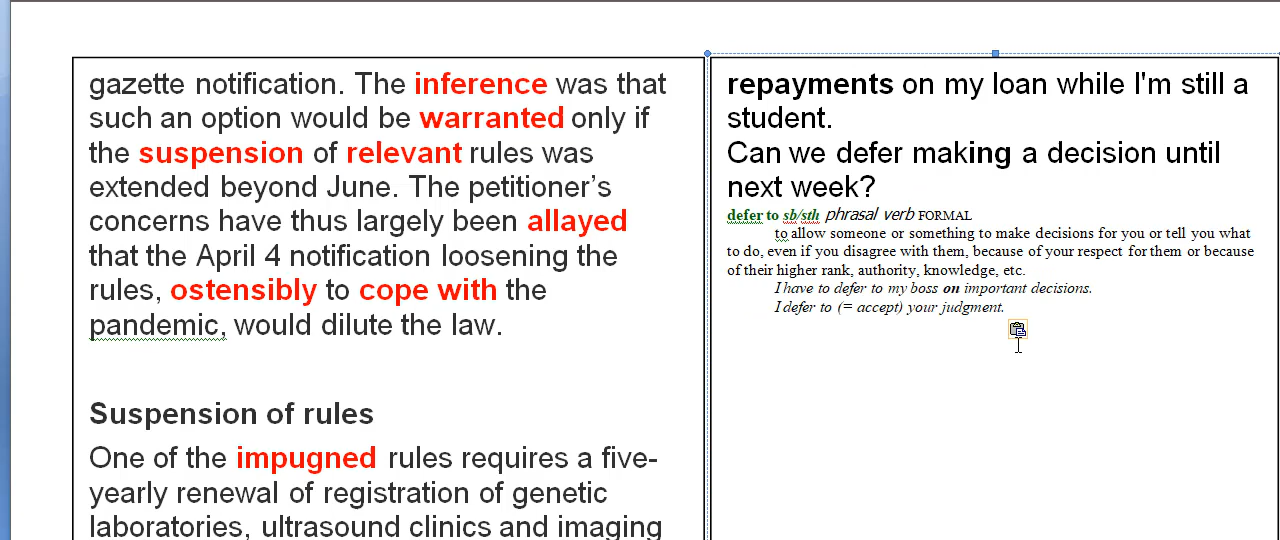 gazette notification. The inference was that
such an option would be warranted only if
the suspension of relevant rules was
extended beyond June. The petitioner’s
concerns have thus largely been allayed
that the April 4 notification loosening the
rules, ostensibly to cope with the
pandemic, would dilute the law.
Suspension of rules
One of the impugned rules requires a five-
yearly renewal of registration of genetic
laboratories, ultrasound clinics and imaging
repayments on my loan while I'm still a
student.
Can we defer making a decision until
next week?
defer to sb/sth phrasal verb FORMAL
to allow someone or something to make decisions for you or tell you what
to do, even if you disagree with them, because of your respect for them or because
of their higher rank, authority, knowledge, etc.
I have to defer to my boss on important decisions.
I defer to (= accept) your judgment.